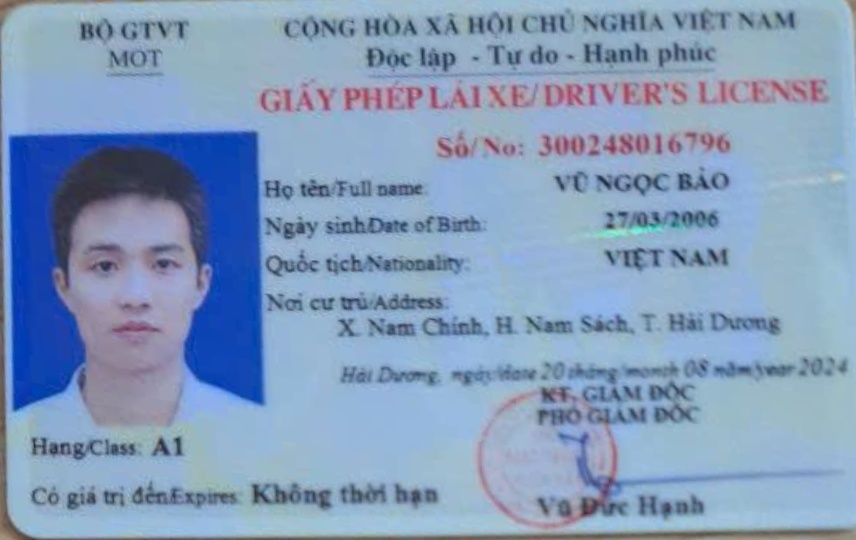 BỘ GTVT
MOT
CỘNG HÒA XÃ HỘI CHỦ NGHĨA VIỆT NAM
Độc lập - Tự do - Hạnh phúc
GIẤY PHÉP LÁI XE/DRIVER'S LICENSE
Số/No: 300248016796
Họ tên/Full name: VŨ NGỌC BẢO
Ngày sinh/Date of Birth: 27/03/2006
Quốc tịch/Nationality: VIỆT NAM
Nơi cư trú/Address:
X. Nam Chính, H. Nam Sách, T. Hải Dương
Hải Dương, ngày/date 20 tháng/month 08 năm/year 2024
KT. GIÁM ĐỐC
PHÓ GIÁM ĐỐC
Hạng/Class: A1
Có giá trị đến/Expires: Không thời hạn
Vũ Đức Hạnh